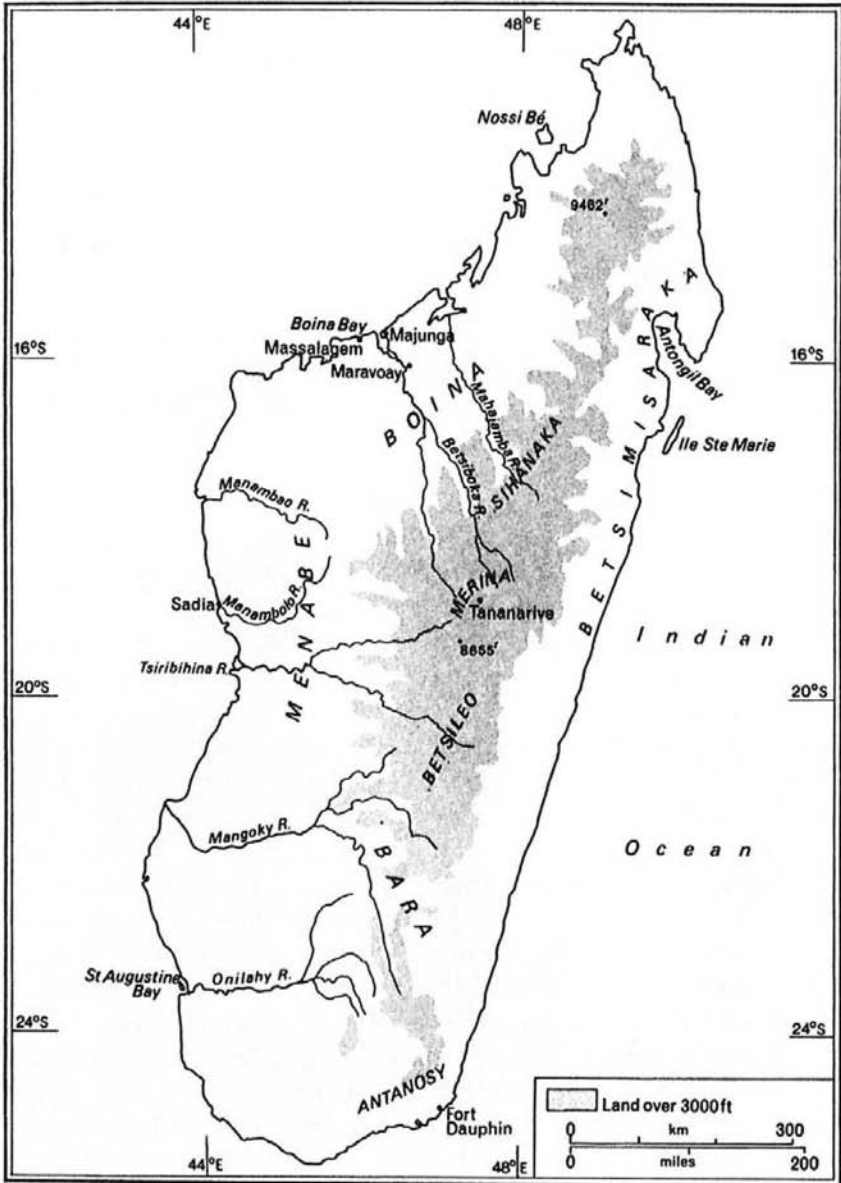 44°E
48°E
Nossi Bé
9462'
Boina Bay
Majunga
Massalagem
Maravoay
16°S
16°S
BOINA
Mahajamba R.
Betsiboka R.
SIHANAKA
BETSIMISARAKA
Antongil Bay
Ile Ste Marie
Manambao R.
MENABE
Sadia
Manambolo R.
MERINA
Tananarive
8655'
Tsiribihina R.
Indian
20°S
20°S
BETSILEO
Mangoky R.
BARA
Ocean
St Augustine
Bay
Onilahy R.
24°S
24°S
ANTANOSY
Fort
Dauphin
Land over 3000ft
0 km 300
0 miles 200
44°E
48°E